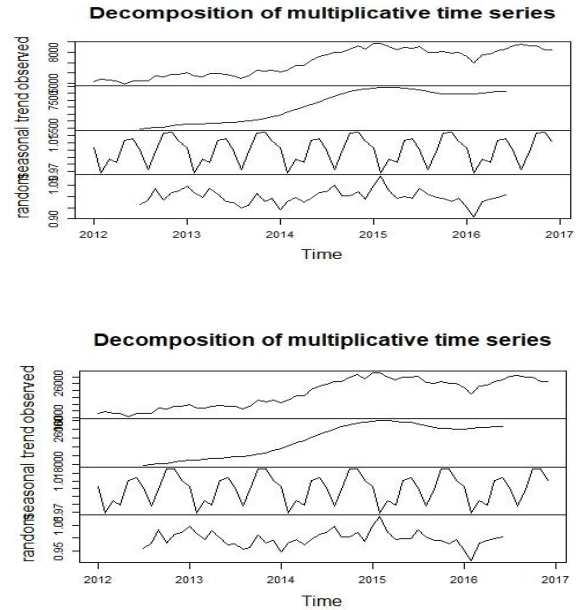 Decomposition of multiplicative time series
random seasonal trend observed
8000
0.90
2012 2013 2014 2015 2016 2017
Time
Decomposition of multiplicative time series
random seasonal trend observed
26000
0.95
2012 2013 2014 2015 2016 2017
Time